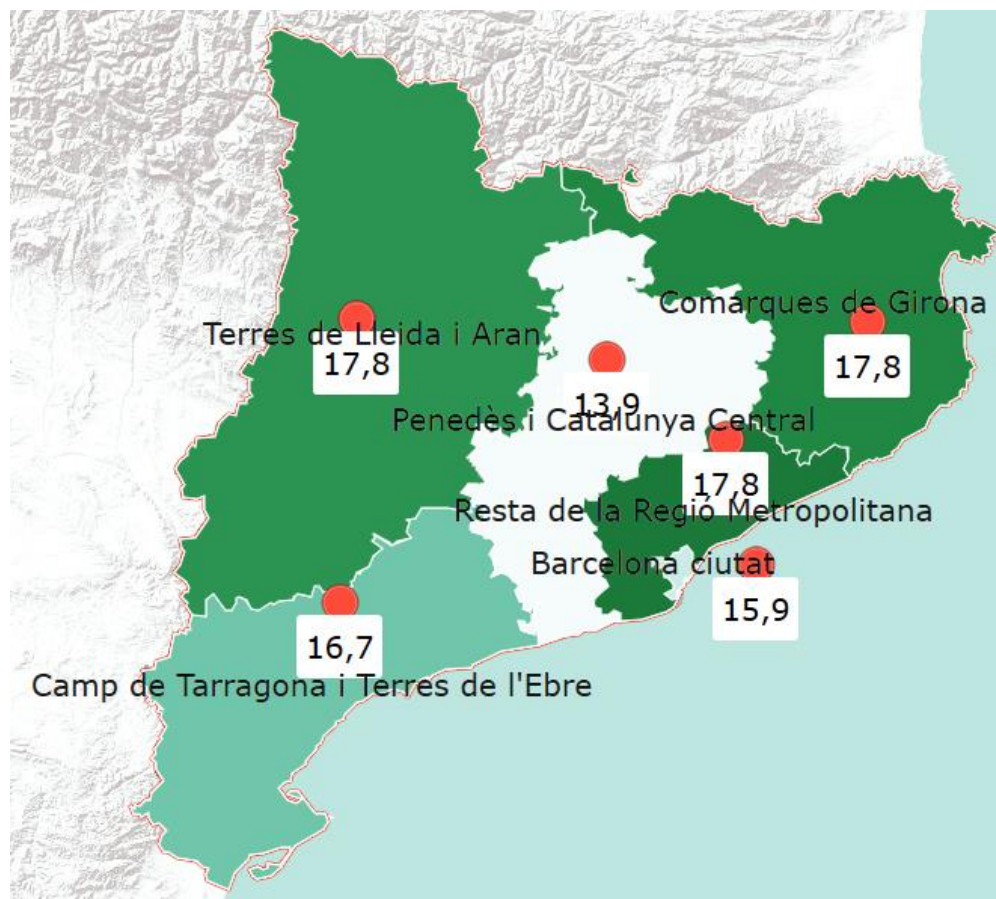 Comarques de Girona
Terres de Lleida i Aran
17,8
17,8
13,9
Penedès i Catalunya Central
17,8
Resta de la Regió Metropolitana
Barcelona ciutat
15,9
16,7
Camp de Tarragona i Terres de l'Ebre